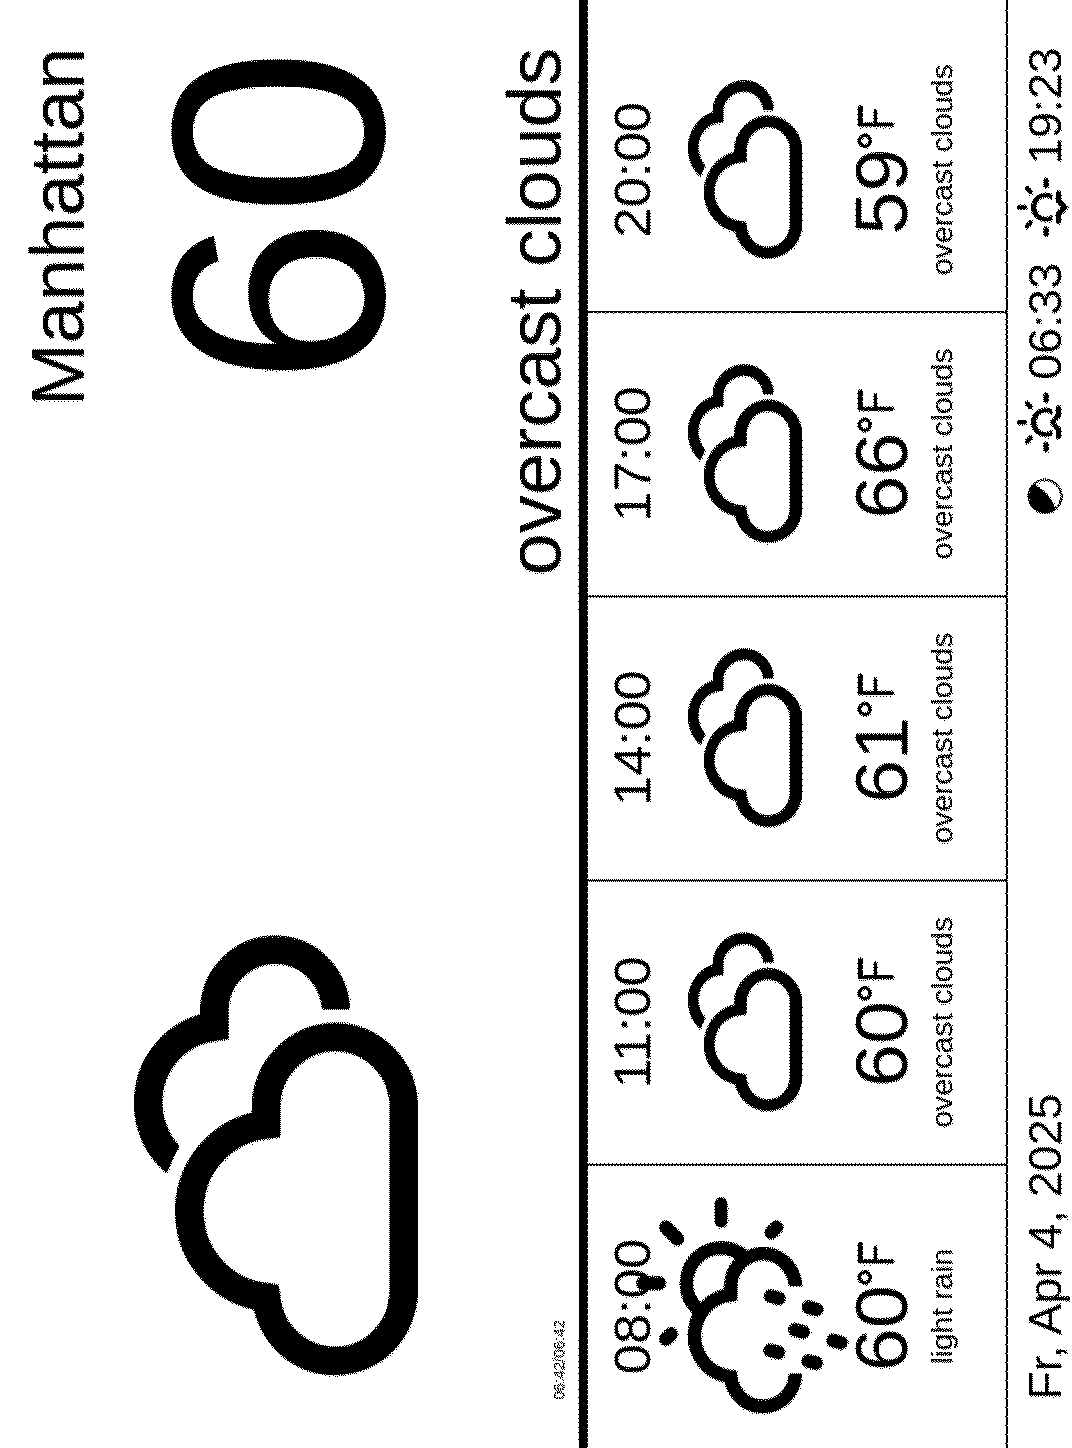 Manhattan
60
overcast clouds
06:42/06:42
08:00
60°F
light rain
11:00
60°F
overcast clouds
14:00
61°F
overcast clouds
17:00
66°F
overcast clouds
20:00
59°F
overcast clouds
Fr, Apr 4, 2025
06:33
19:23